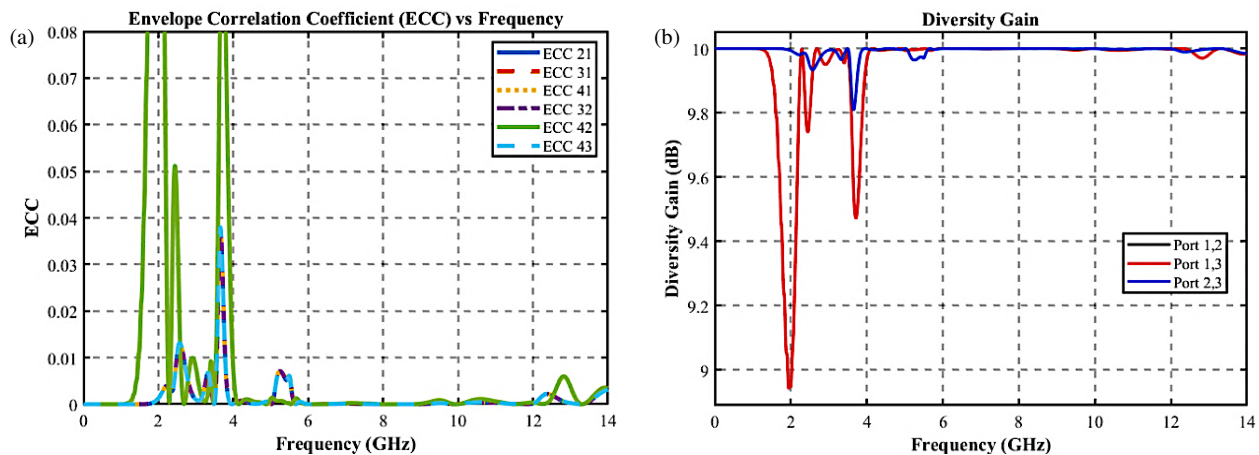 (a)
Envelope Correlation Coefficient (ECC) vs Frequency
0.08
0.07
0.06
0.05
0.04
0.03
0.02
0.01
0
ECC
ECC 21
ECC 31
ECC 41
ECC 32
ECC 42
ECC 43
0 2 4 6 8 10 12 14
Frequency (GHz)
(b)
Diversity Gain
10
9.8
9.6
9.4
9.2
9
Diversity Gain (dB)
Port 1,2
Port 1,3
Port 2,3
0 2 4 6 8 10 12 14
Frequency (GHz)